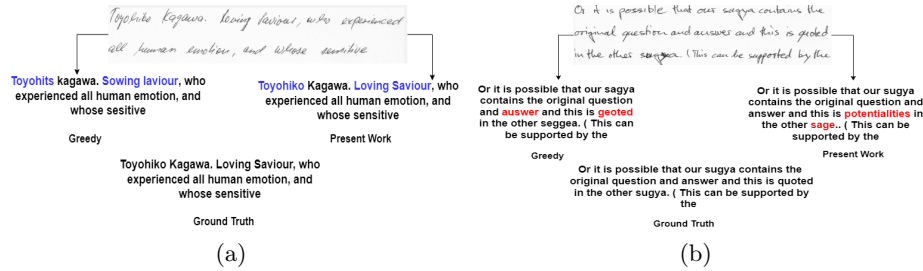 Toyohiko Kagawa. Loving Saviour, who experienced
all human emotion, and whose sensitive
Toyohits kagawa. Sowing laviour, who
experienced all human emotion, and
whose sesitive
Greedy
Toyohiko Kagawa. Loving Saviour,
who experienced all human emotion,
and whose sensitive
Present Work
Toyohiko Kagawa. Loving Saviour, who
experienced all human emotion, and
whose sensitive
Ground Truth
(a)
Or it is possible that our sugya contains the
original question and answer and this is quoted
in the other sugya. (This can be supported by the
Or it is possible that our sagya
contains the original question
and auswer and this is geoted
in the other seggea. ( This can
be supported by the
Greedy
Or it is possible that our sugya
contains the original question and
answer and this is potentialities in
the other sage.. ( This can be
supported by the
Present Work
Or it is possible that our sugya contains the
original question and answer and this is quoted
in the other sugya. ( This can be supported by
the
Ground Truth
(b)